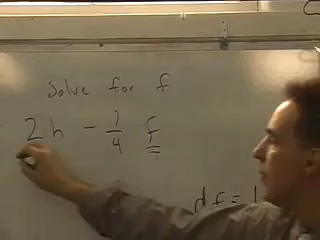 Solve for f
2h - 1/4 f
df = 1